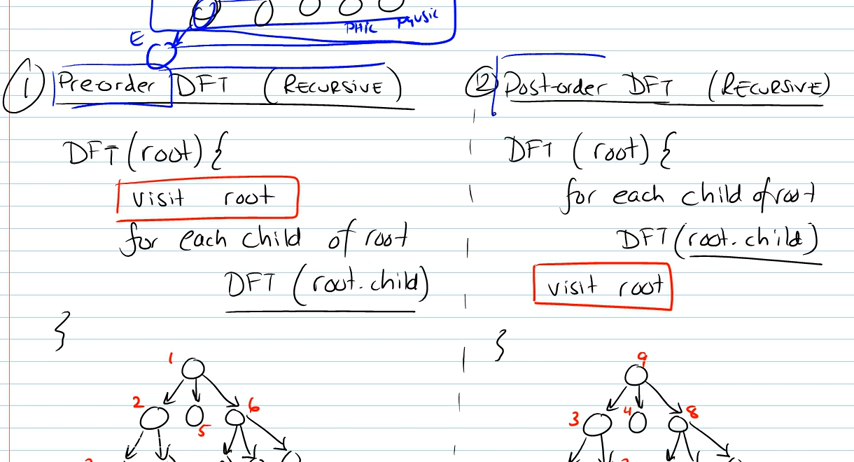 PHIL MUSIC
E
① Preorder DFT (RECURSIVE)
DFT (root) {
visit root
for each child of root
DFT (root.child)
}
1
2
5
6
② Post-order DFT (RECURSIVE)
DFT (root) {
for each child of root
DFT (root.child)
visit root
}
9
3
4
8